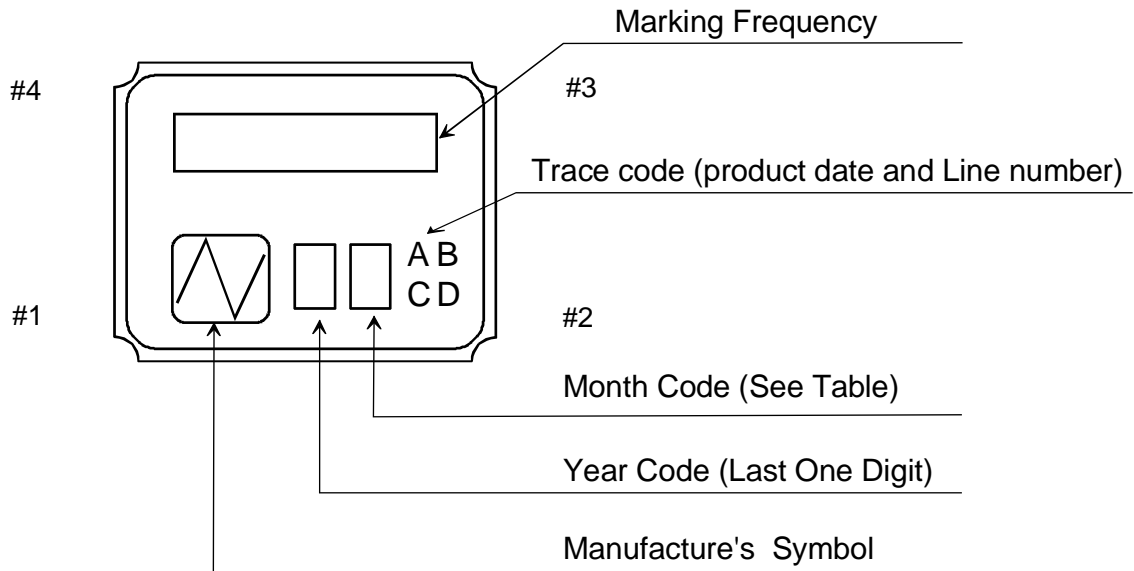 Marking Frequency
#4
#3
Trace code (product date and Line number)
A B
C D
#1
#2
Month Code (See Table)
Year Code (Last One Digit)
Manufacture's Symbol